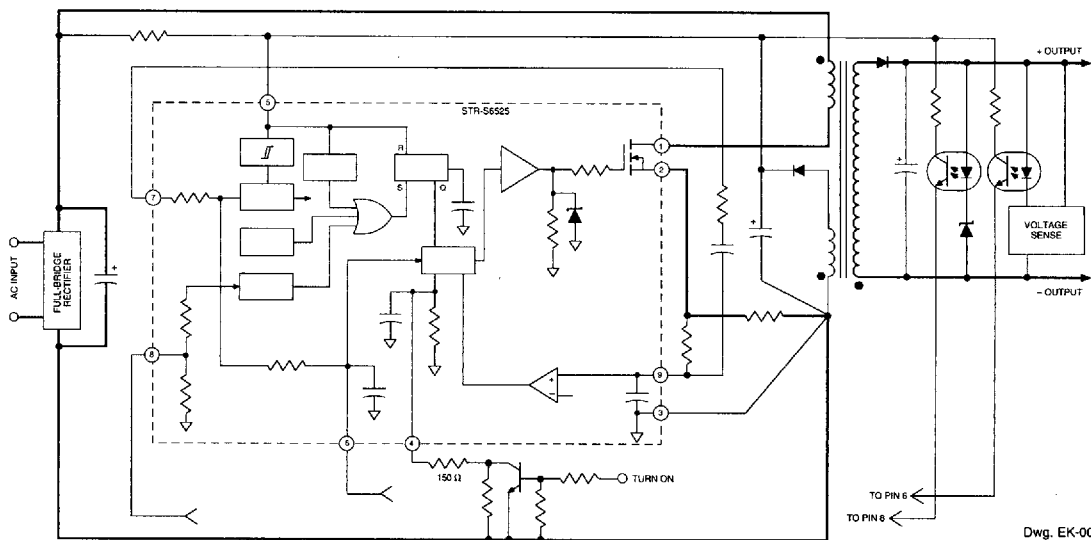 + OUTPUT
5
STR-S6525
R
1
S
Q
2
7
AC INPUT
FULL-BRIDGE
RECTIFIER
+
+
+
VOLTAGE
SENSE
− OUTPUT
8
+
−
9
3
5
4
150 Ω
TURN ON
TO PIN 6
TO PIN 8
Dwg. EK-00